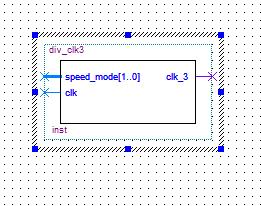 div_clk3
speed_mode[1..0] clk_3
clk
inst